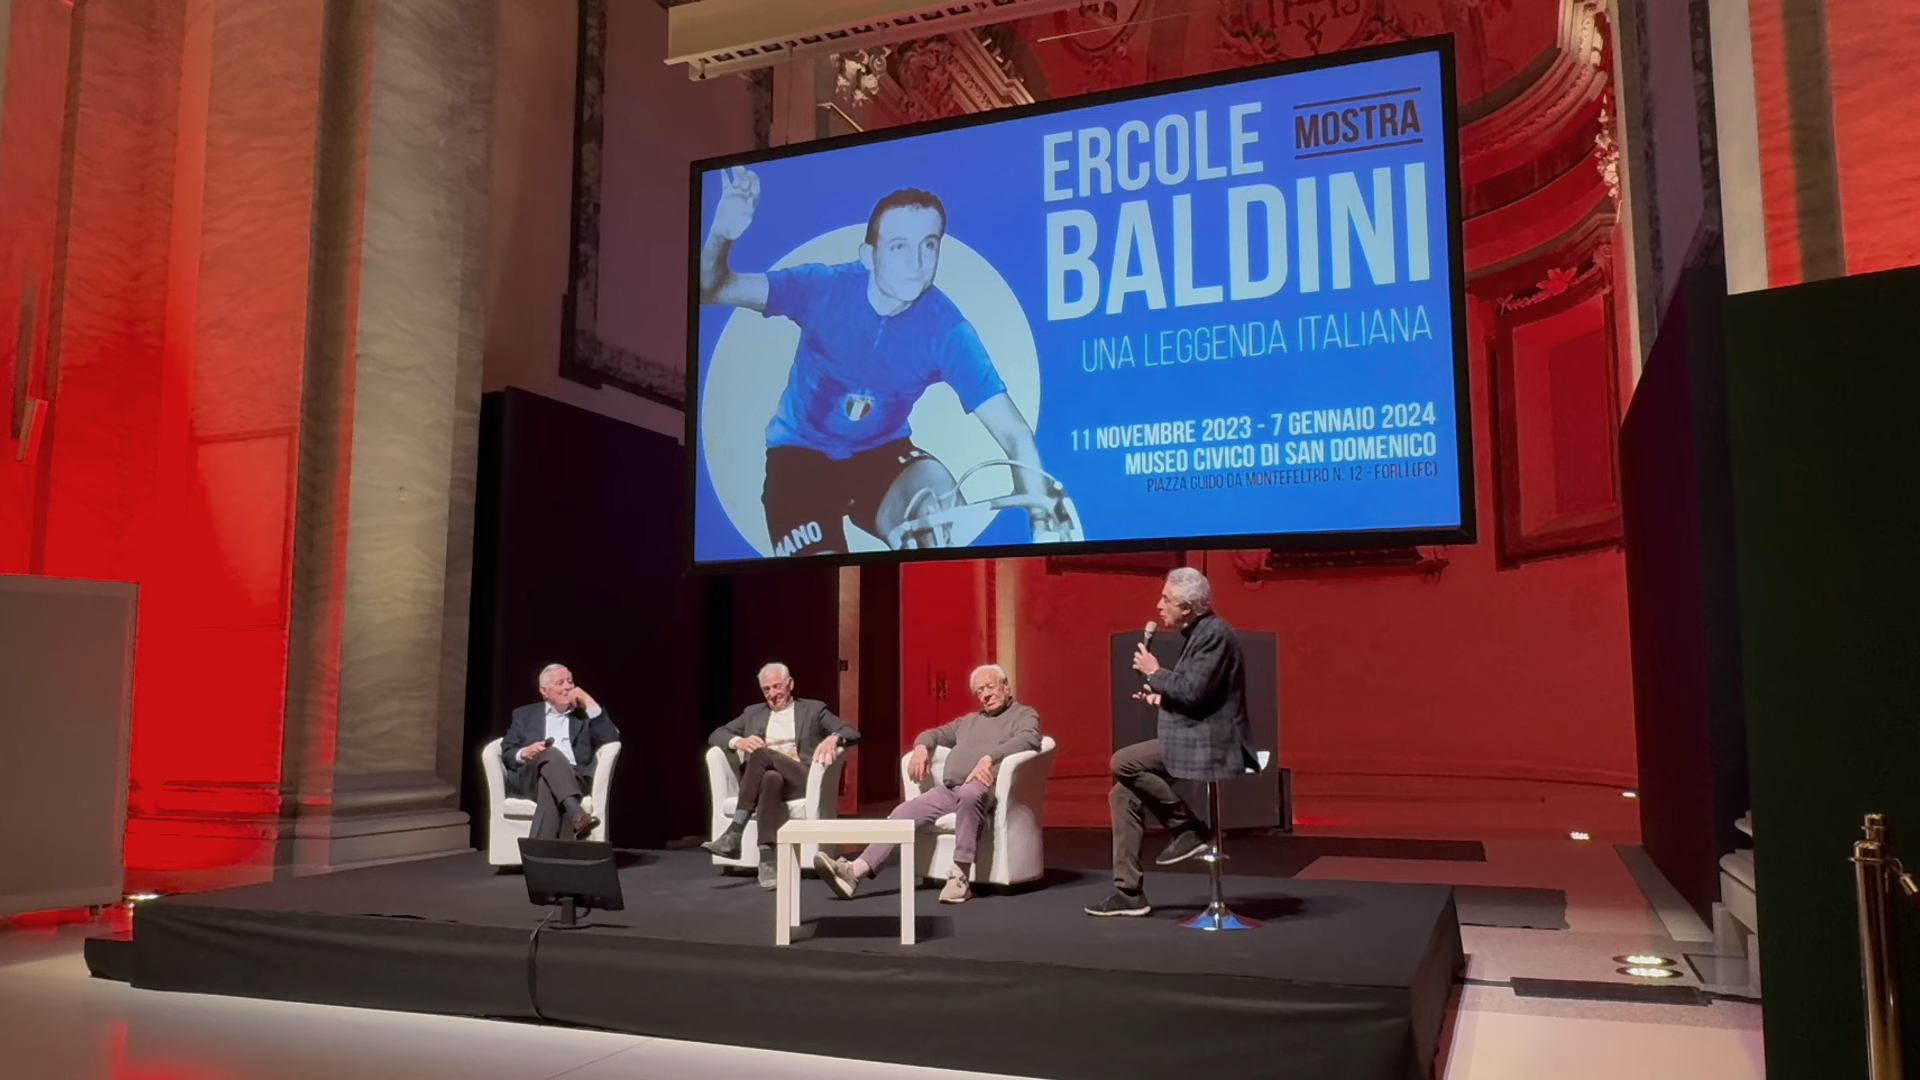 ERCOLE
MOSTRA
BALDINI
UNA LEGGENDA ITALIANA
11 NOVEMBRE 2023 - 7 GENNAIO 2024
MUSEO CIVICO DI SAN DOMENICO
PIAZZA GUIDO DA MONTEFELTRO N. 12 - FORLÌ (FC)